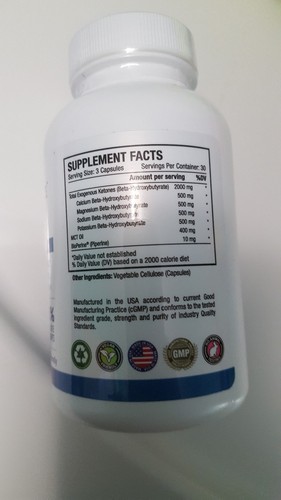 SUPPLEMENT FACTS
Serving Size: 3 Capsules Servings Per Container: 30
Amount per serving %DV*
Total Exogenous Ketones (Beta-Hydroxybutyrate) 2000 mg *
Calcium Beta-Hydroxybutyrate 500 mg *
Magnesium Beta-Hydroxybutyrate 500 mg *
Sodium Beta-Hydroxybutyrate 500 mg *
Potassium Beta-Hydroxybutyrate 500 mg *
MCT Oil 400 mg *
BioPerine® (Piperine) 10 mg *
*Daily Value not established
% Daily Value (DV) based on a 2000 calorie diet
Other Ingredients: Vegetable Cellulose (Capsules)
Manufactured in the USA according to current Good
Manufacturing Practice (cGMP) and conforms to the tested
ingredient grade, strength and purity of Industry Quality
Standards.
GMP